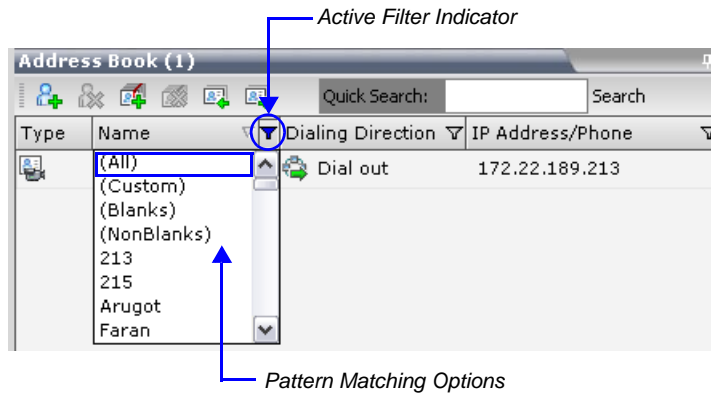 Active Filter Indicator
Address Book (1)
Quick Search: Search
Type Name Dialing Direction IP Address/Phone
(All)
Dial out 172.22.189.213
(Custom)
(Blanks)
(NonBlanks)
213
215
Arugot
Faran
Pattern Matching Options